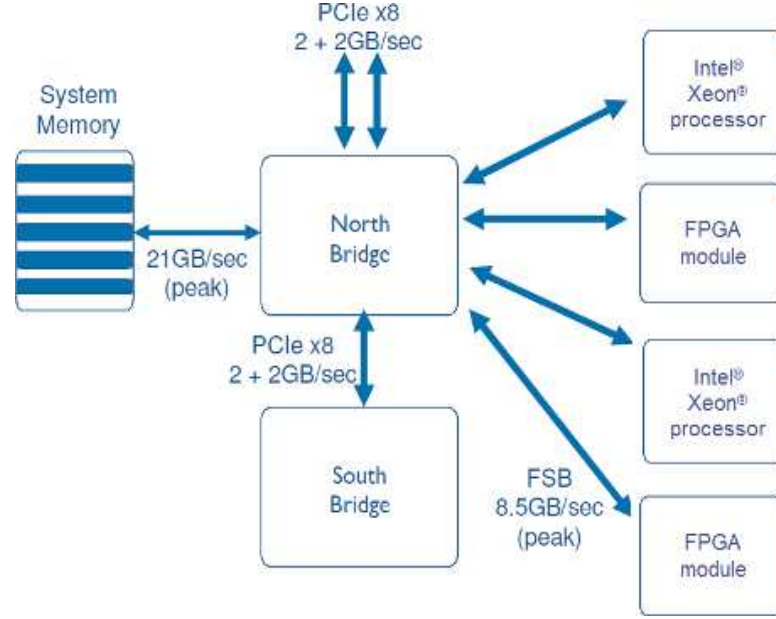 PCIe x8
2 + 2GB/sec
System
Memory
21GB/sec
(peak)
North
Bridge
PCIe x8
2 + 2GB/sec
South
Bridge
Intel®
Xeon®
processor
FPGA
module
Intel®
Xeon®
processor
FSB
8.5GB/sec
(peak)
FPGA
module